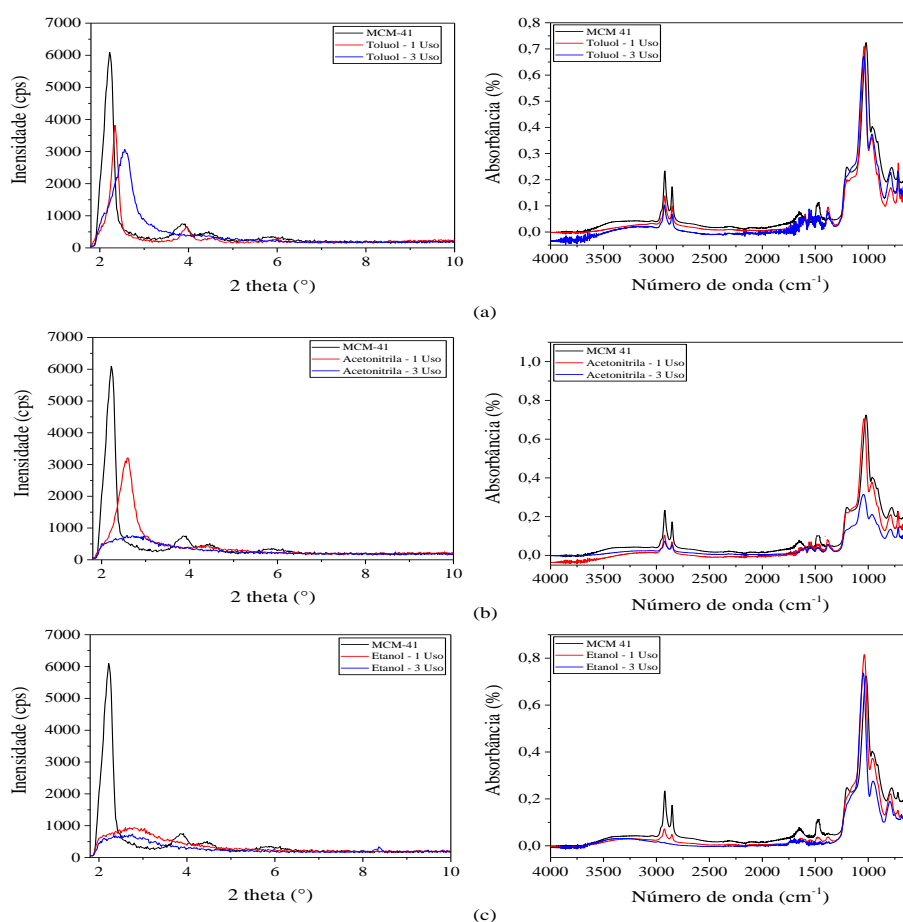 7000
6000
5000
4000
3000
2000
1000
0
Inensidade (cps)
MCM-41
Toluol - 1 Uso
Toluol - 3 Uso
2
4
6
8
10
2 theta (°)
0,8
0,7
0,6
0,5
0,4
0,3
0,2
0,1
0,0
Absorbância (%)
MCM 41
Toluol - 1 Uso
Toluol - 3 Uso
4000
3500
3000
2500
2000
1500
1000
Número de onda (cm⁻¹)
(a)
7000
6000
5000
4000
3000
2000
1000
0
Inensidade (cps)
MCM-41
Acetonitrila - 1 Uso
Acetonitrila - 3 Uso
2
4
6
8
10
2 theta (°)
1,0
0,8
0,6
0,4
0,2
0,0
Absorbância (%)
MCM 41
Acetonitrila - 1 Uso
Acetonitrila - 3 Uso
4000
3500
3000
2500
2000
1500
1000
Número de onda (cm⁻¹)
(b)
7000
6000
5000
4000
3000
2000
1000
0
Inensidade (cps)
MCM-41
Etanol - 1 Uso
Etanol - 3 Uso
2
4
6
8
10
2 theta (°)
0,8
0,6
0,4
0,2
0,0
Absorbância (%)
MCM 41
Etanol - 1 Uso
Etanol - 3 Uso
4000
3500
3000
2500
2000
1500
1000
Número de onda (cm⁻¹)
(c)